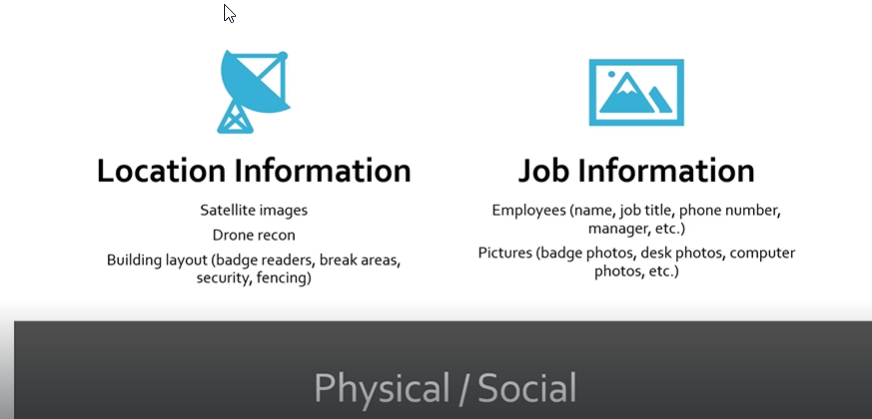 Location Information
Satellite images
Drone recon
Building layout (badge readers, break areas,
security, fencing)
Job Information
Employees (name, job title, phone number,
manager, etc.)
Pictures (badge photos, desk photos, computer
photos, etc.)
Physical / Social